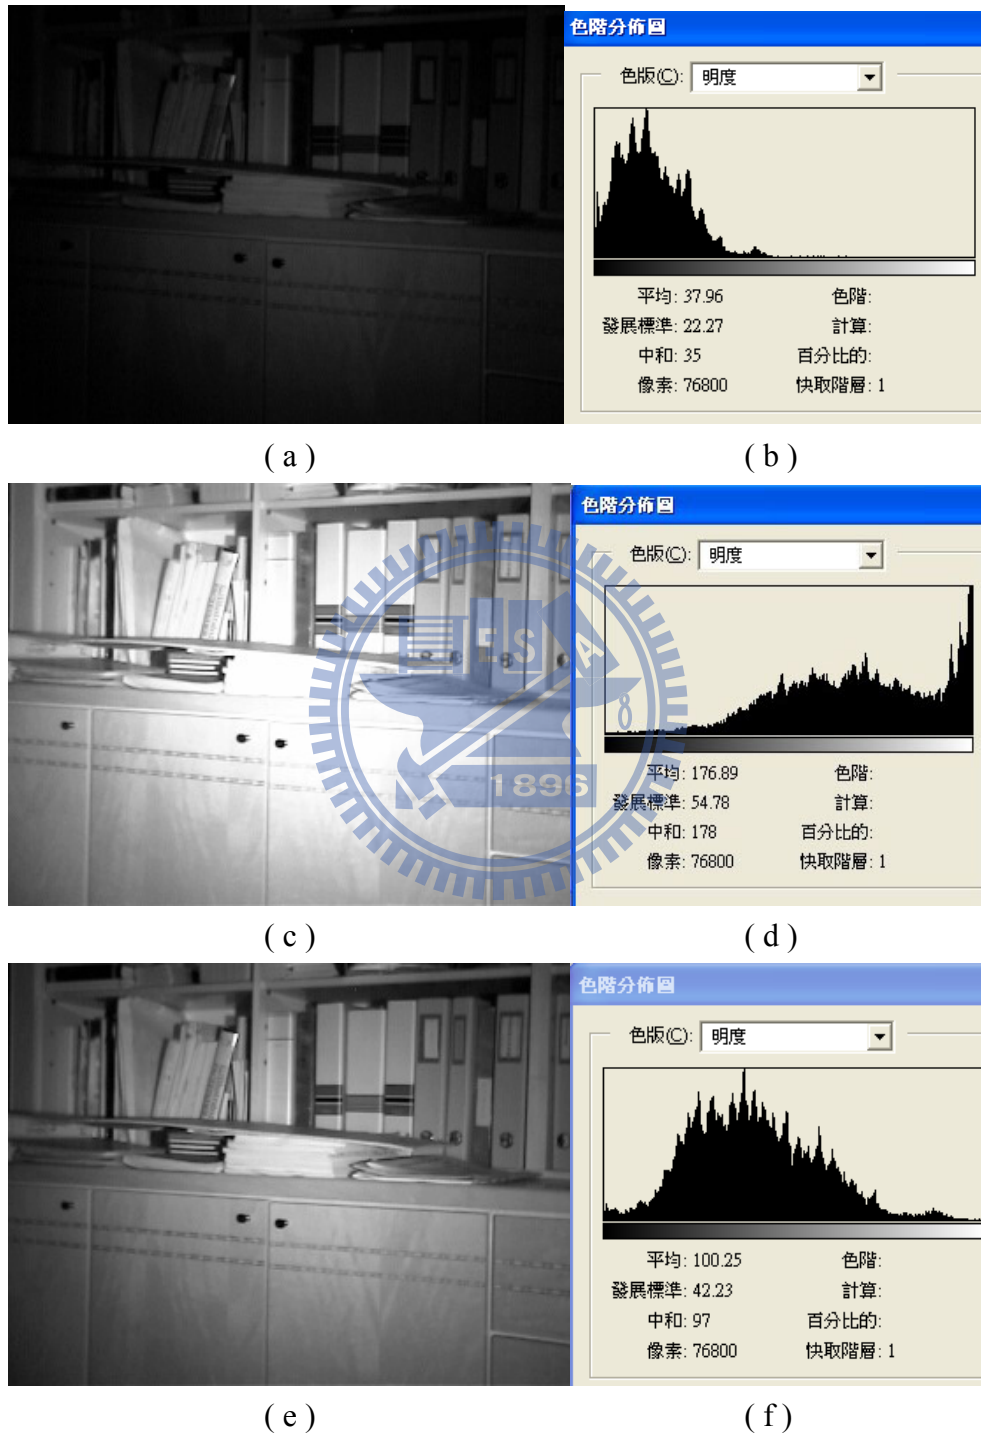 色階分佈圖
色版(C): 明度
平均: 37.96 色階:
發展標準: 22.27 計算:
中和: 35 百分比的:
像素: 76800 快取階層: 1
( a ) ( b )
色階分佈圖
色版(C): 明度
平均: 176.89 色階:
發展標準: 54.78 計算:
中和: 178 百分比的:
像素: 76800 快取階層: 1
ESA
1896
( c ) ( d )
色階分佈圖
色版(C): 明度
平均: 100.25 色階:
發展標準: 42.23 計算:
中和: 97 百分比的:
像素: 76800 快取階層: 1
( e ) ( f )